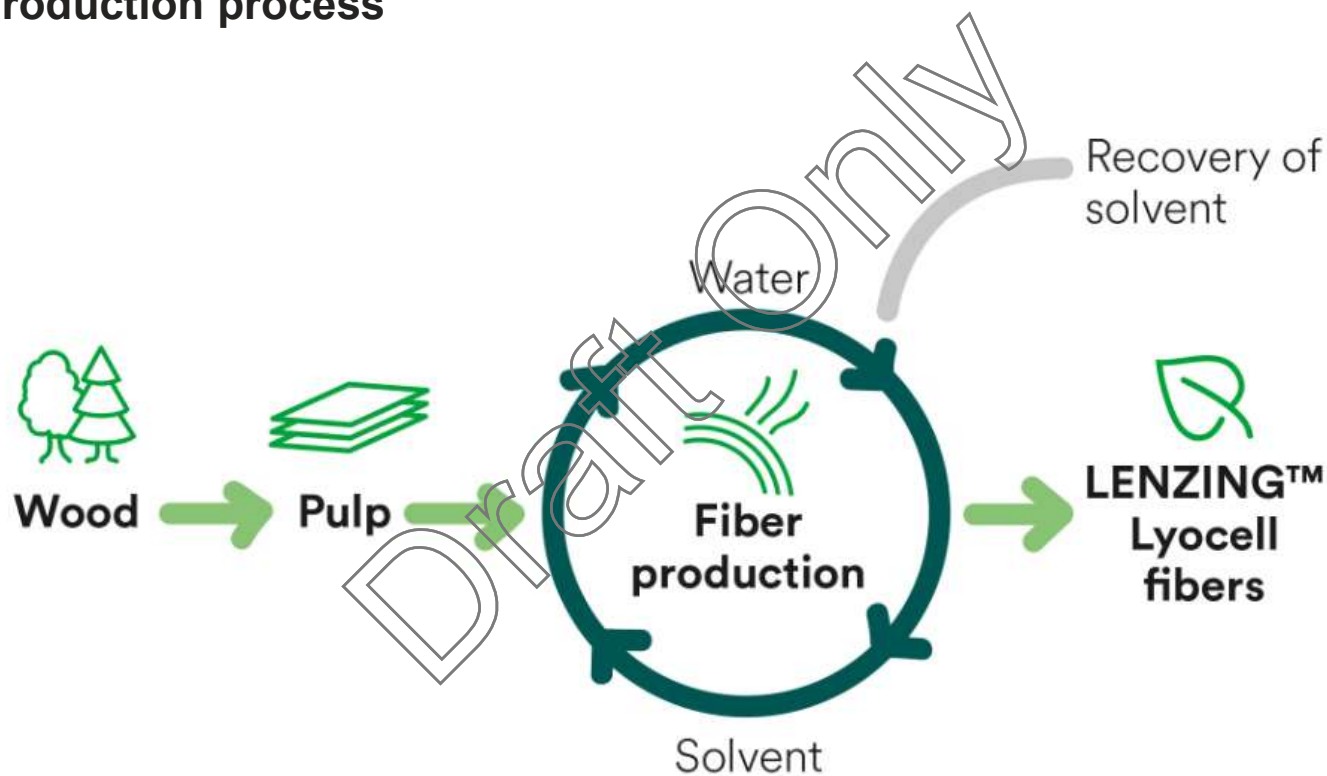 roduction process
Recovery of
solvent
Water
Wood
Pulp
Fiber
production
LENZING™
Lyocell
fibers
Solvent
Draft Only